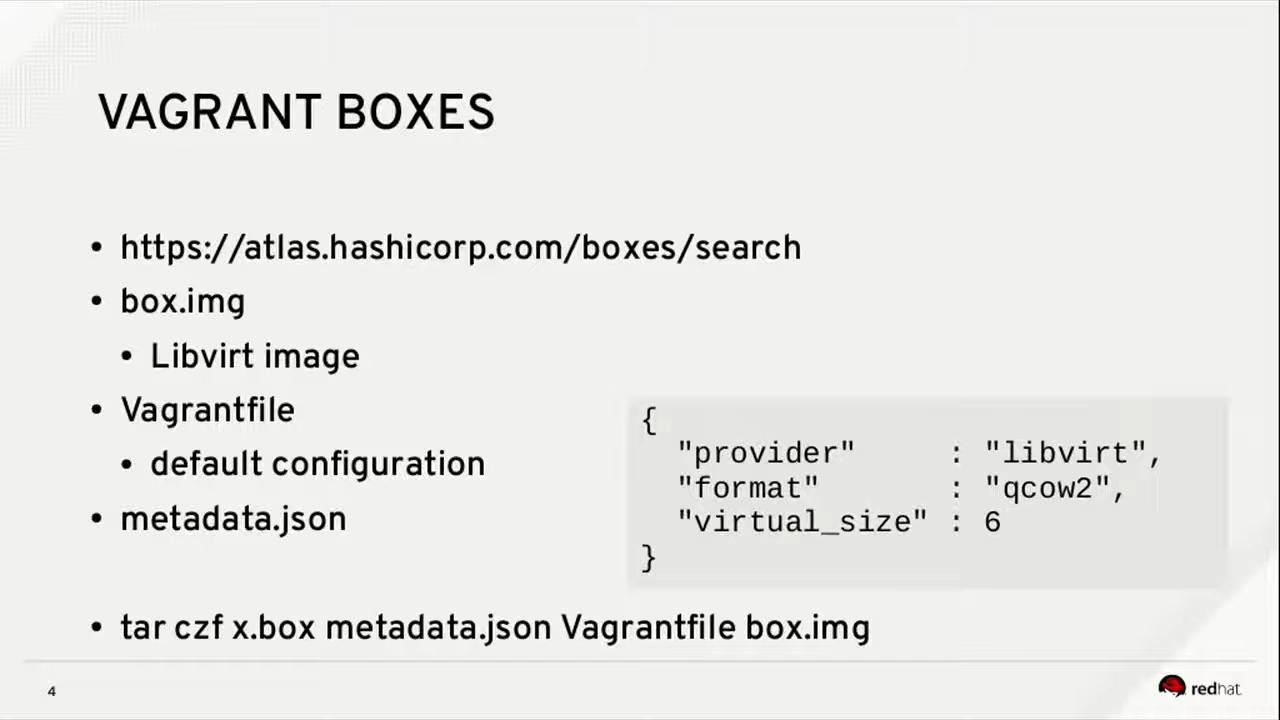 VAGRANT BOXES
• https://atlas.hashicorp.com/boxes/search
• box.img
• Libvirt image
• Vagrantfile
• default configuration
• metadata.json
{
"provider" : "libvirt",
"format" : "qcow2",
"virtual_size" : 6
}
• tar czf x.box metadata.json Vagrantfile box.img
4
redhat.